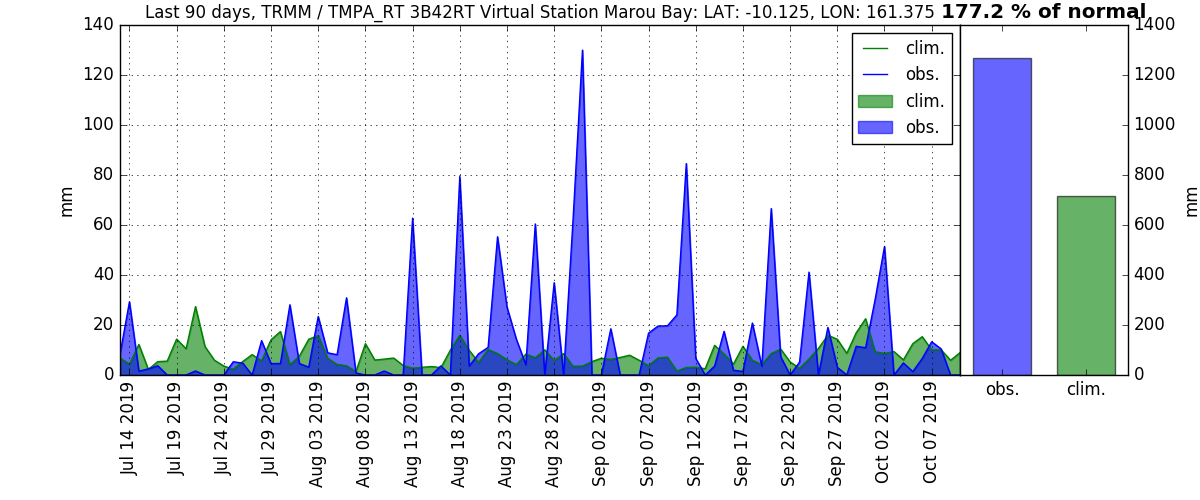 Last 90 days, TRMM / TMPA_RT 3B42RT Virtual Station Marou Bay: LAT: -10.125, LON: 161.375 177.2 % of normal
140
120
100
80
60
40
20
0
mm
clim.
obs.
clim.
obs.
1400
1200
1000
800
600
400
200
0
mm
Jul 14 2019
Jul 19 2019
Jul 24 2019
Jul 29 2019
Aug 03 2019
Aug 08 2019
Aug 13 2019
Aug 18 2019
Aug 23 2019
Aug 28 2019
Sep 02 2019
Sep 07 2019
Sep 12 2019
Sep 17 2019
Sep 22 2019
Sep 27 2019
Oct 02 2019
Oct 07 2019
obs. clim.